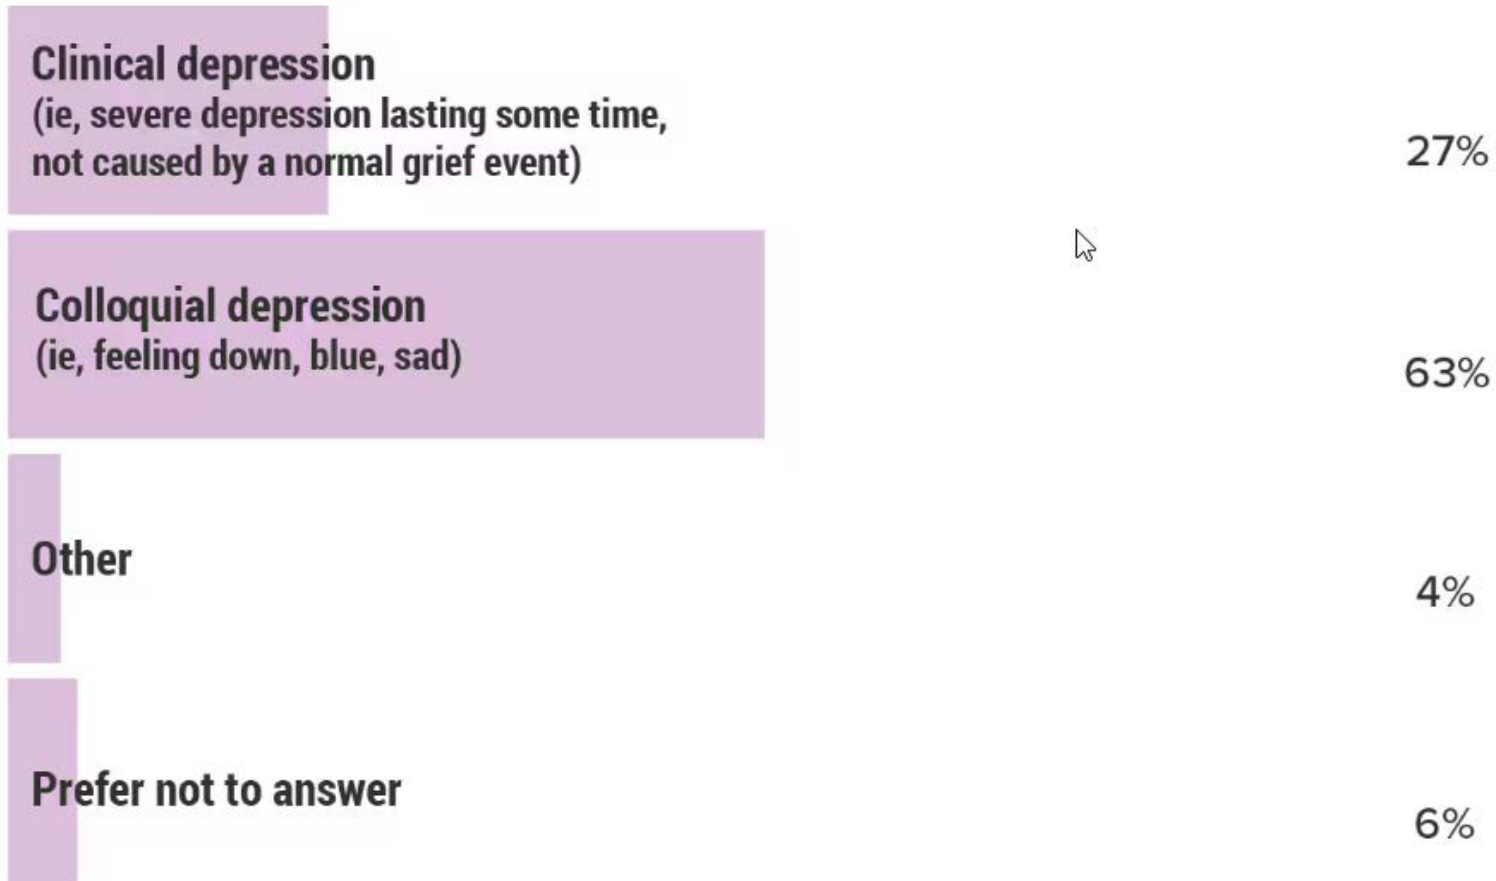 Clinical depression
(ie, severe depression lasting some time,
not caused by a normal grief event)
27%
Colloquial depression
(ie, feeling down, blue, sad)
63%
Other
4%
Prefer not to answer
6%